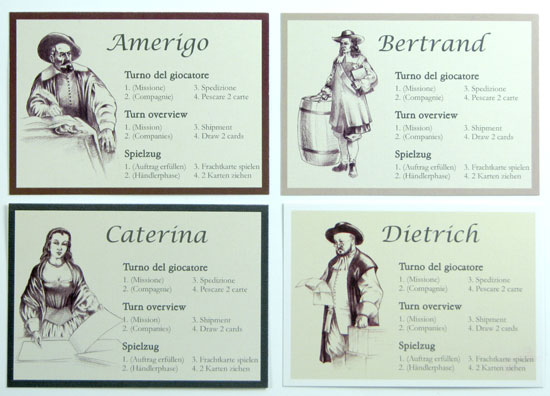 Amerigo
Turno del giocatore
1. (Missione) 3. Spedizione
2. (Compagnie) 4. Pescare 2 carte
Turn overview
1. (Mission) 3. Shipment
2. (Companies) 4. Draw 2 cards
Spielzug
1. (Auftrag erfüllen) 3. Frachtkarte spielen
2. (Händlerphase) 4. 2 Karten ziehen
Bertrand
Turno del giocatore
1. (Missione) 3. Spedizione
2. (Compagnie) 4. Pescare 2 carte
Turn overview
1. (Mission) 3. Shipment
2. (Companies) 4. Draw 2 cards
Spielzug
1. (Auftrag erfüllen) 3. Frachtkarte spielen
2. (Händlerphase) 4. 2 Karten ziehen
Caterina
Turno del giocatore
1. (Missione) 3. Spedizione
2. (Compagnie) 4. Pescare 2 carte
Turn overview
1. (Mission) 3. Shipment
2. (Companies) 4. Draw 2 cards
Spielzug
1. (Auftrag erfüllen) 3. Frachtkarte spielen
2. (Händlerphase) 4. 2 Karten ziehen
Dietrich
Turno del giocatore
1. (Missione) 3. Spedizione
2. (Compagnie) 4. Pescare 2 carte
Turn overview
1. (Mission) 3. Shipment
2. (Companies) 4. Draw 2 cards
Spielzug
1. (Auftrag erfüllen) 3. Frachtkarte spielen
2. (Händlerphase) 4. 2 Karten ziehen